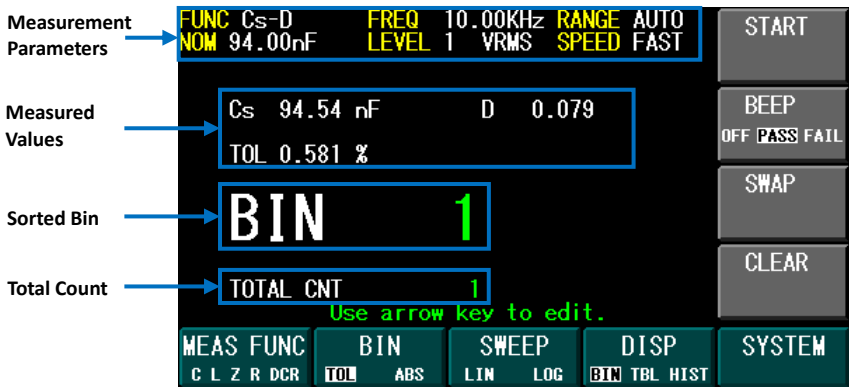 Measurement Parameters
FUNC Cs-D FREQ 10.00KHz RANGE AUTO
NOM 94.00nF LEVEL 1 VRMS SPEED FAST
START
Measured Values
Cs 94.54 nF D 0.079
TOL 0.581 %
BEEP
OFF PASS FAIL
Sorted Bin
BIN 1
SWAP
Total Count
TOTAL CNT 1
CLEAR
Use arrow key to edit.
MEAS FUNC BIN SWEEP DISP SYSTEM
C L Z R DCR TOL ABS LIN LOG BIN TBL HIST